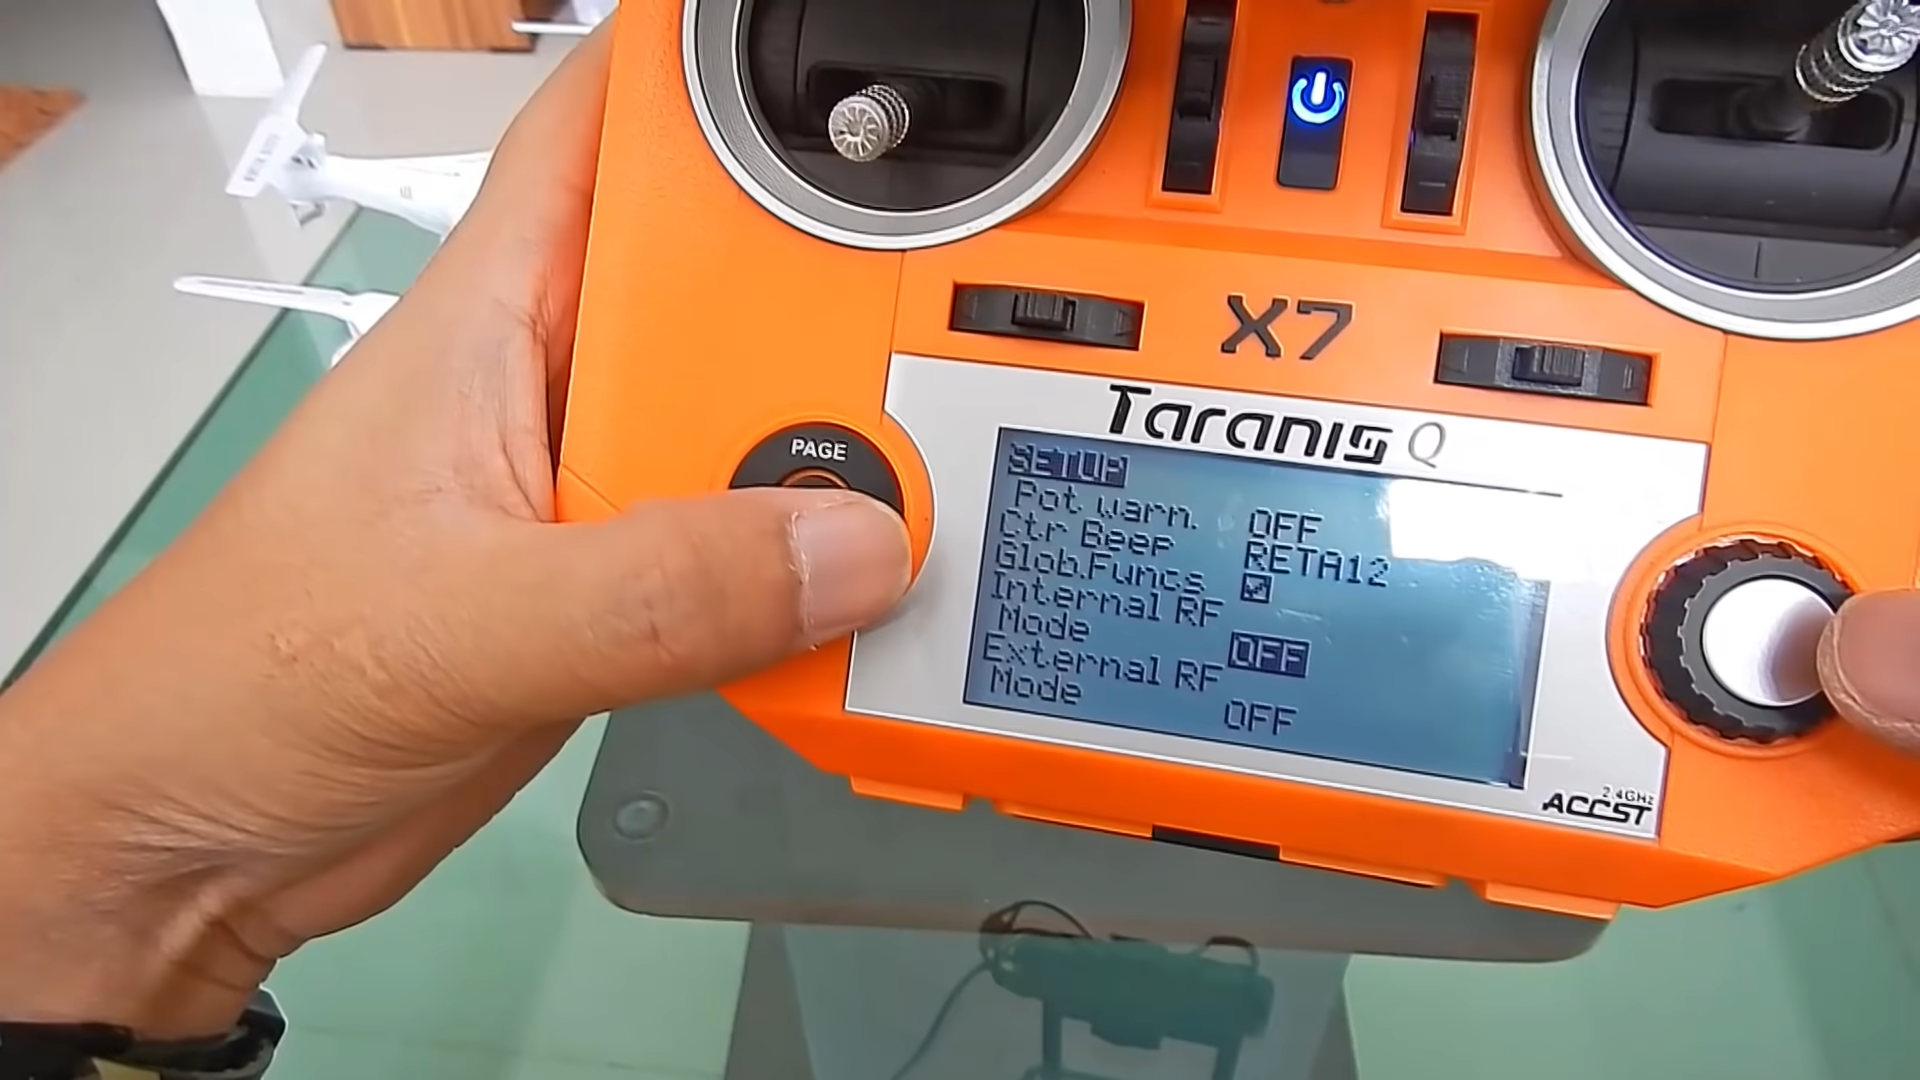 X7
Taranis Q
PAGE
SETUP
Pot warn. OFF
Ctr Beep RETA12
Glob.Funcs
Internal RF
Mode OFF
External RF
Mode OFF
2.4GHz
ACCST